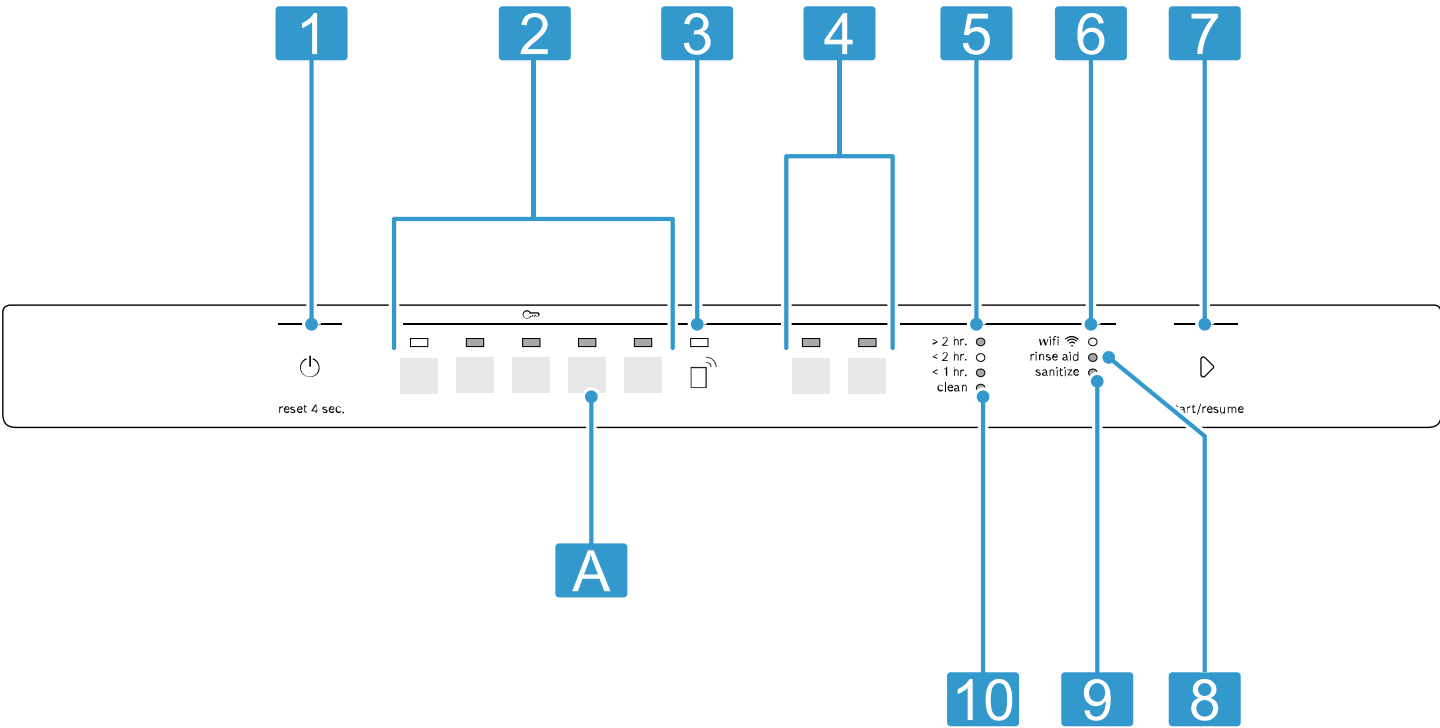 1 2 3 4 5 6 7
> 2 hr.
< 2 hr.
< 1 hr.
clean
wifi
rinse aid
sanitize
reset 4 sec.
art/resume
A
10 9 8